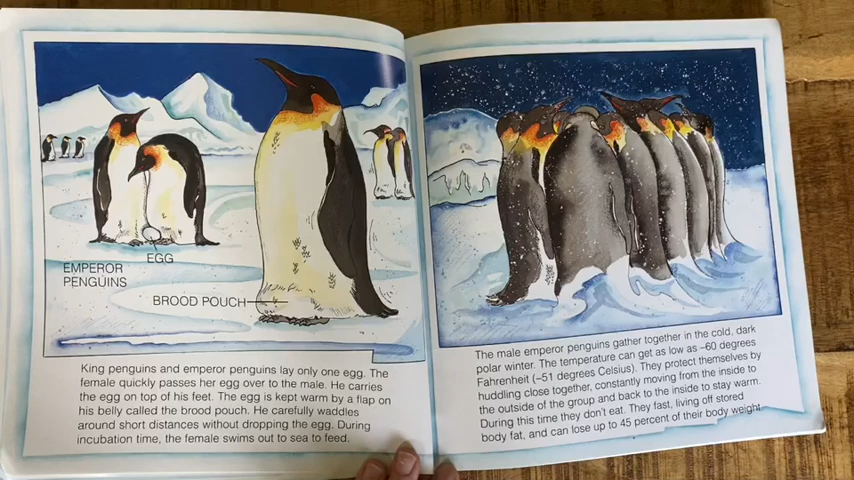 EGG
EMPEROR
PENGUINS
BROOD POUCH
King penguins and emperor penguins lay only one egg. The
female quickly passes her egg over to the male. He carries
the egg on top of his feet. The egg is kept warm by a flap on
his belly called the brood pouch. He carefully waddles
around short distances without dropping the egg. During
incubation time, the female swims out to sea to feed.
The male emperor penguins gather together in the cold, dark
polar winter. The temperature can get as low as –60 degrees
Fahrenheit (–51 degrees Celsius). They protect themselves by
huddling close together, constantly moving from the inside to
the outside of the group and back to the inside to stay warm.
During this time they don't eat. They fast, living off stored
body fat, and can lose up to 45 percent of their body weight.